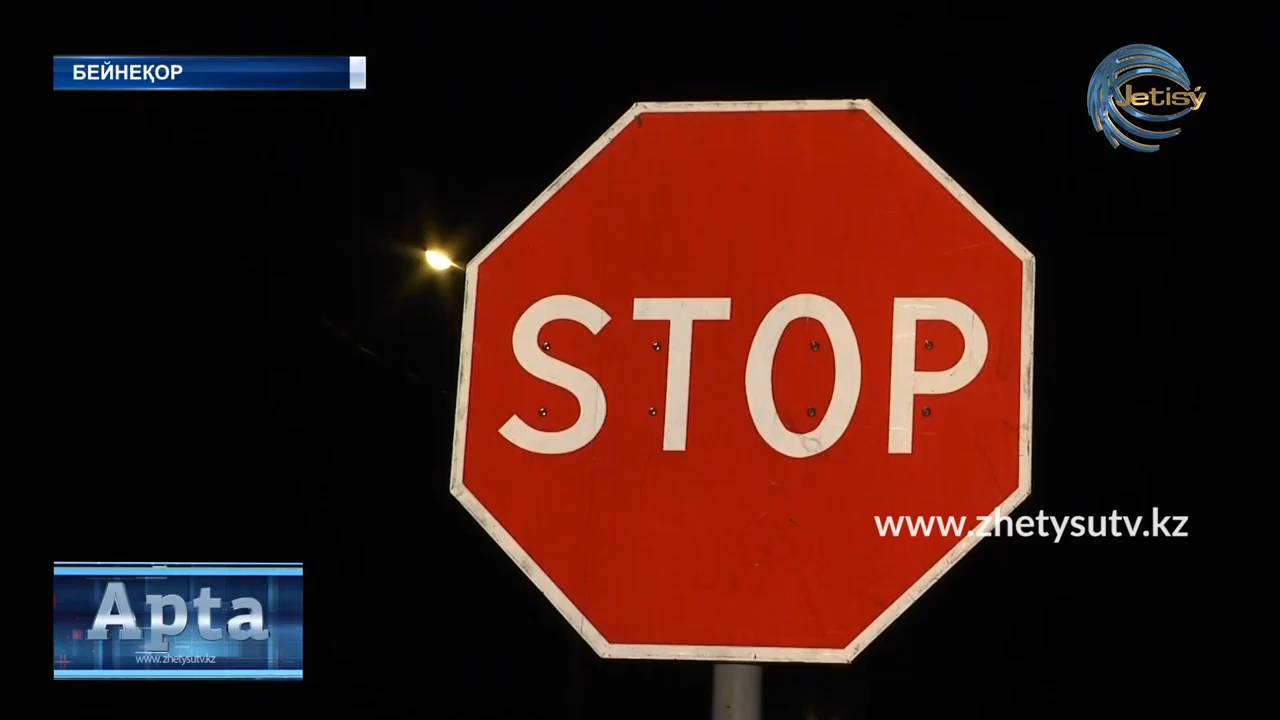 БЕЙНЕҚОР
Jetisý
STOP
www.zhetysutv.kz
Apta
www.zhetysutv.kz